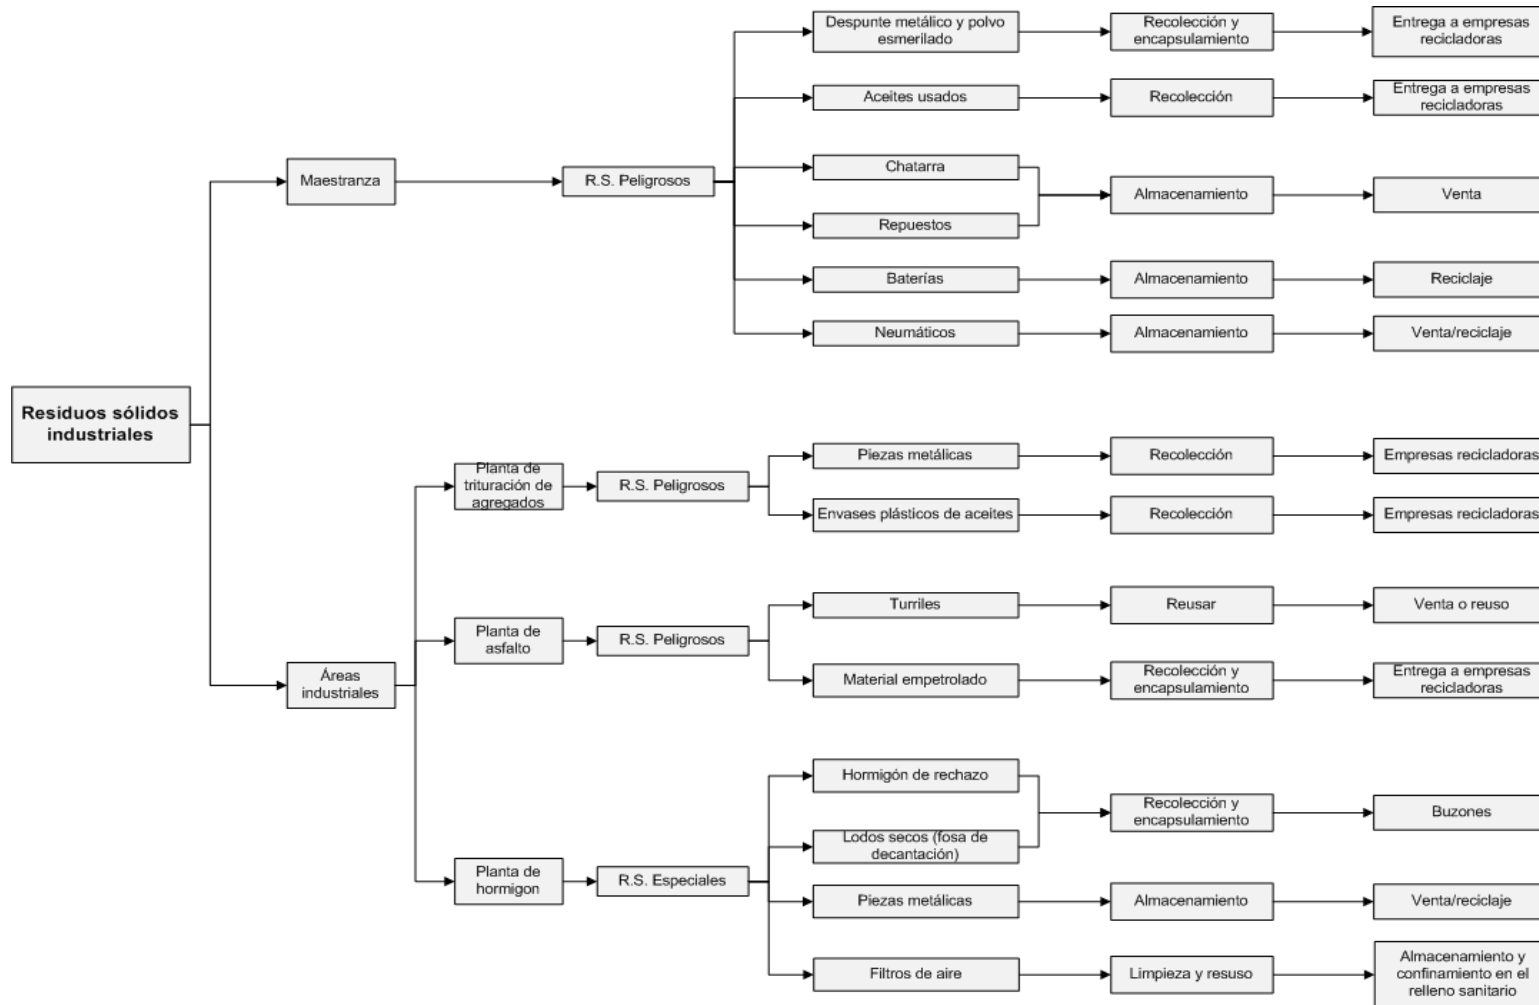 Despunte metálico y polvo
esmerilado
Recolección y
encapsulamiento
Entrega a empresas
recicladoras
Aceites usados
Recolección
Entrega a empresas
recicladoras
Maestranza
R.S. Peligrosos
Chatarra
Repuestos
Almacenamiento
Venta
Baterías
Almacenamiento
Reciclaje
Neumáticos
Almacenamiento
Venta/reciclaje
Residuos sólidos
industriales
Planta de
trituración de
agregados
R.S. Peligrosos
Piezas metálicas
Recolección
Empresas recicladoras
Envases plásticos de aceites
Recolección
Empresas recicladoras
Áreas
industriales
Planta de
asfalto
R.S. Peligrosos
Turriles
Reusar
Venta o reuso
Material empetrolado
Recolección y
encapsulamiento
Entrega a empresas
recicladoras
Planta de
hormigon
R.S. Especiales
Hormigón de rechazo
Lodos secos (fosa de
decantación)
Recolección y
encapsulamiento
Buzones
Piezas metálicas
Almacenamiento
Venta/reciclaje
Filtros de aire
Limpieza y resuso
Almacenamiento y
confinamiento en el
relleno sanitario